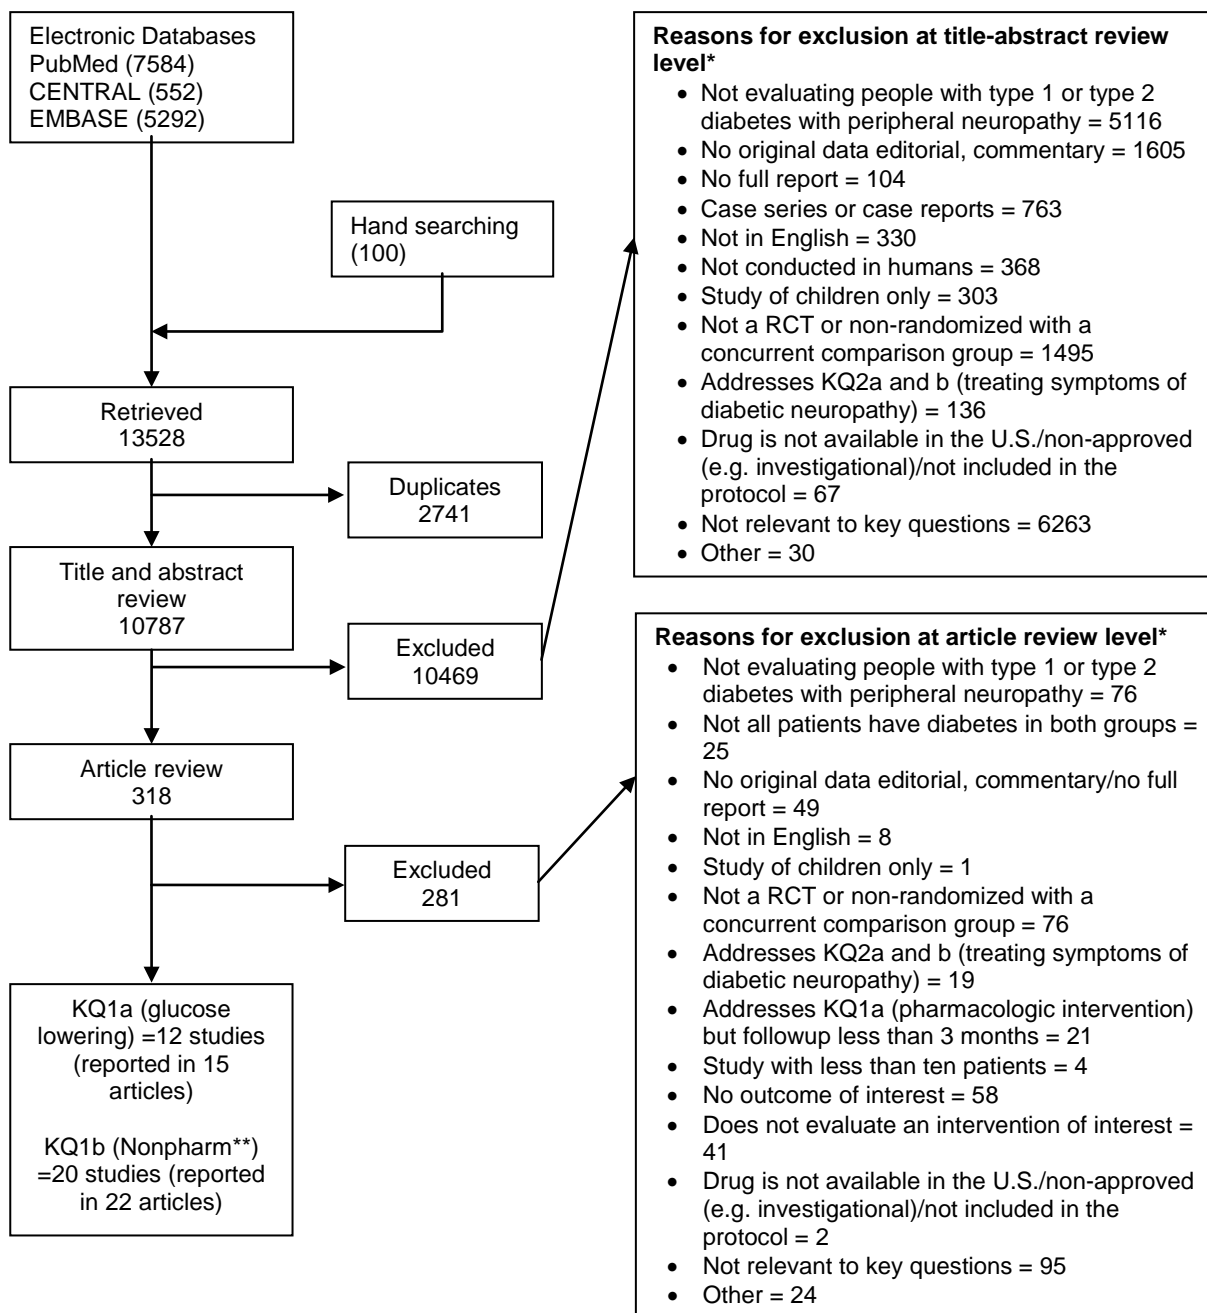 Electronic Databases
PubMed (7584)
CENTRAL (552)
EMBASE (5292)
Hand searching
(100)
Retrieved
13528
Duplicates
2741
Title and abstract
review
10787
Excluded
10469
Article review
318
Excluded
281
KQ1a (glucose
lowering) =12 studies
(reported in 15
articles)
KQ1b (Nonpharm**)
=20 studies (reported
in 22 articles)
Reasons for exclusion at title-abstract review
level*
• Not evaluating people with type 1 or type 2
diabetes with peripheral neuropathy = 5116
• No original data editorial, commentary = 1605
• No full report = 104
• Case series or case reports = 763
• Not in English = 330
• Not conducted in humans = 368
• Study of children only = 303
• Not a RCT or non-randomized with a
concurrent comparison group = 1495
• Addresses KQ2a and b (treating symptoms of
diabetic neuropathy) = 136
• Drug is not available in the U.S./non-approved
(e.g. investigational)/not included in the
protocol = 67
• Not relevant to key questions = 6263
• Other = 30
Reasons for exclusion at article review level*
• Not evaluating people with type 1 or type 2
diabetes with peripheral neuropathy = 76
• Not all patients have diabetes in both groups =
25
• No original data editorial, commentary/no full
report = 49
• Not in English = 8
• Study of children only = 1
• Not a RCT or non-randomized with a
concurrent comparison group = 76
• Addresses KQ2a and b (treating symptoms of
diabetic neuropathy) = 19
• Addresses KQ1a (pharmacologic intervention)
but followup less than 3 months = 21
• Study with less than ten patients = 4
• No outcome of interest = 58
• Does not evaluate an intervention of interest =
41
• Drug is not available in the U.S./non-approved
(e.g. investigational)/not included in the
protocol = 2
• Not relevant to key questions = 95
• Other = 24